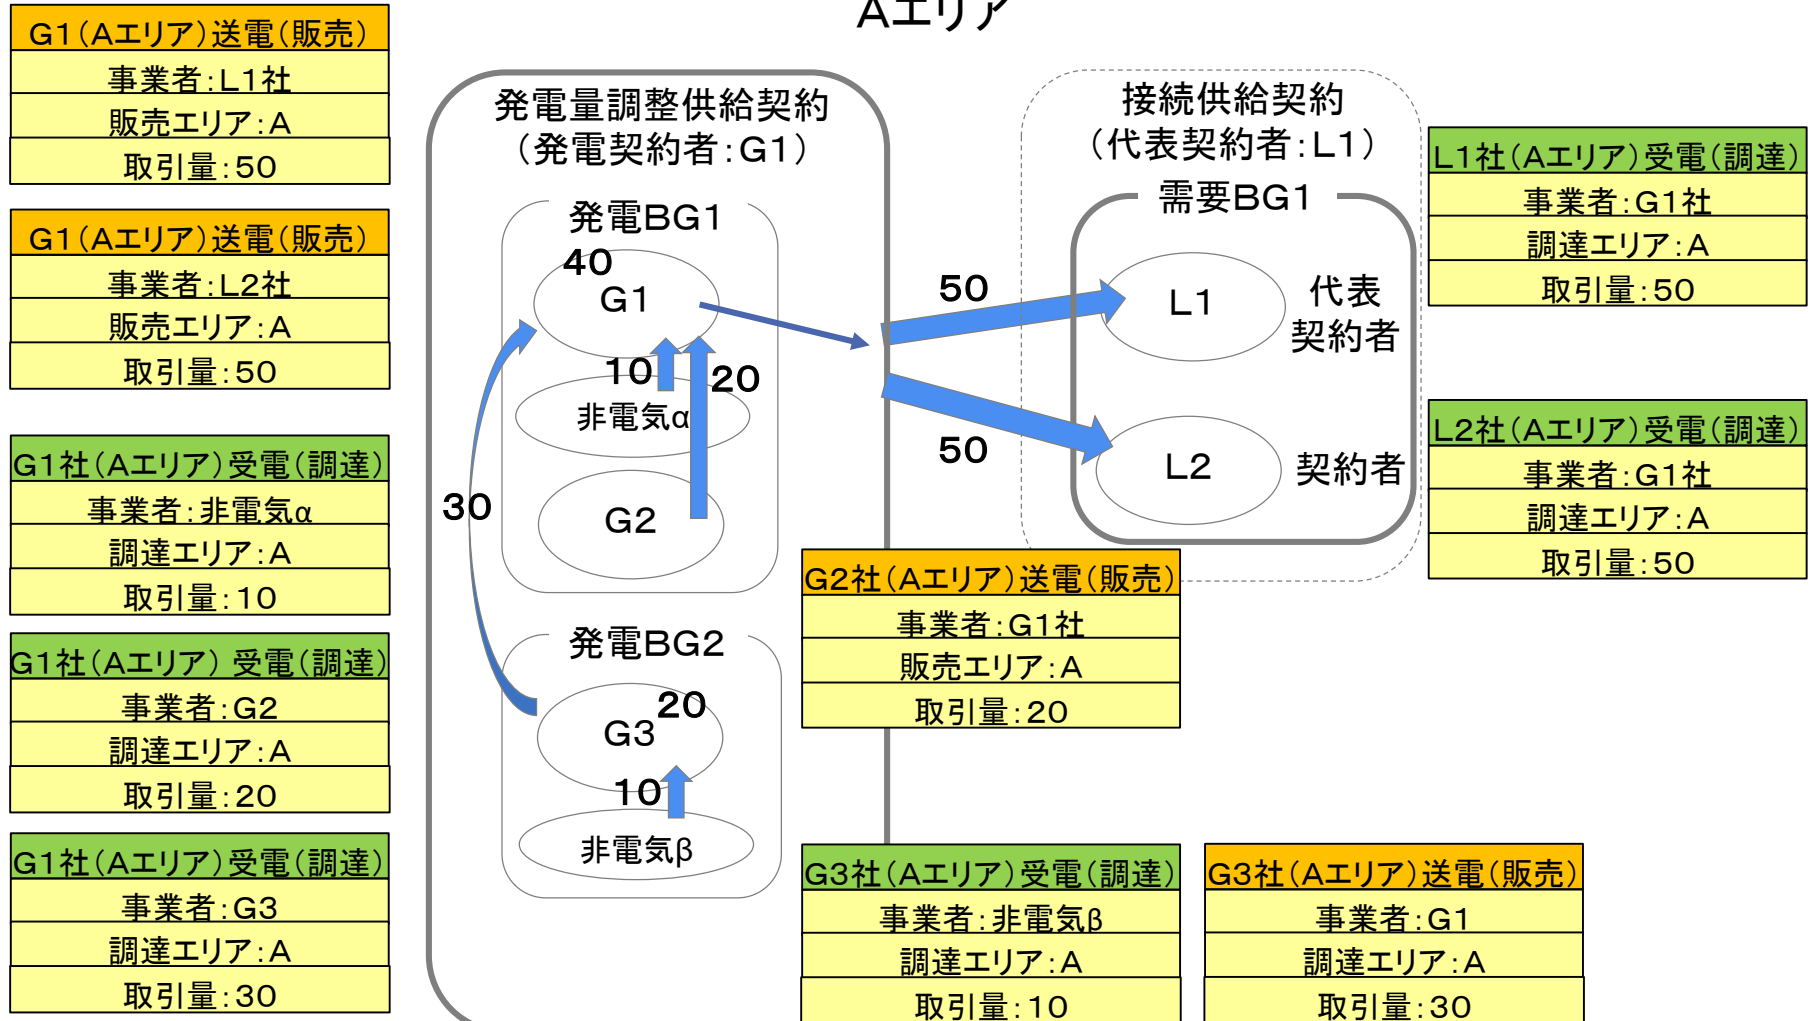 Aエリア
G1（Aエリア）送電（販売）
事業者：L1社
販売エリア：A
取引量：50
G1（Aエリア）送電（販売）
事業者：L2社
販売エリア：A
取引量：50
G1社（Aエリア）受電（調達）
事業者：非電気α
調達エリア：A
取引量：10
G1社（Aエリア） 受電（調達）
事業者：G2
調達エリア：A
取引量：20
G1社（Aエリア）受電（調達）
事業者：G3
調達エリア：A
取引量：30
発電量調整供給契約
（発電契約者：G1）
発電BG1
40
G1
10
20
非電気α
G2
30
発電BG2
20
G3
10
非電気β
50
50
接続供給契約
（代表契約者：L1）
需要BG1
L1
代表
契約者
L2
契約者
L1社（Aエリア）受電（調達）
事業者：G1社
調達エリア：A
取引量：50
L2社（Aエリア）受電（調達）
事業者：G1社
調達エリア：A
取引量：50
G2社（Aエリア）送電（販売）
事業者：G1社
販売エリア：A
取引量：20
G3社（Aエリア）受電（調達）
事業者：非電気β
調達エリア：A
取引量：10
G3社（Aエリア）送電（販売）
事業者：G1
調達エリア：A
取引量：30